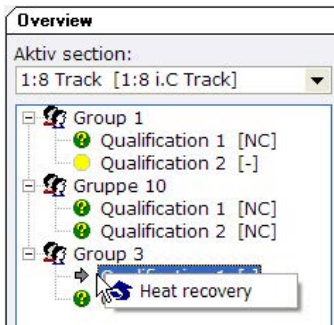 Overview
Aktiv section:
1:8 Track [1:8 i.C Track]
Group 1
Qualification 1 [NC]
Qualification 2 [-]
Gruppe 10
Qualification 1 [NC]
Qualification 2 [NC]
Group 3
Heat recovery